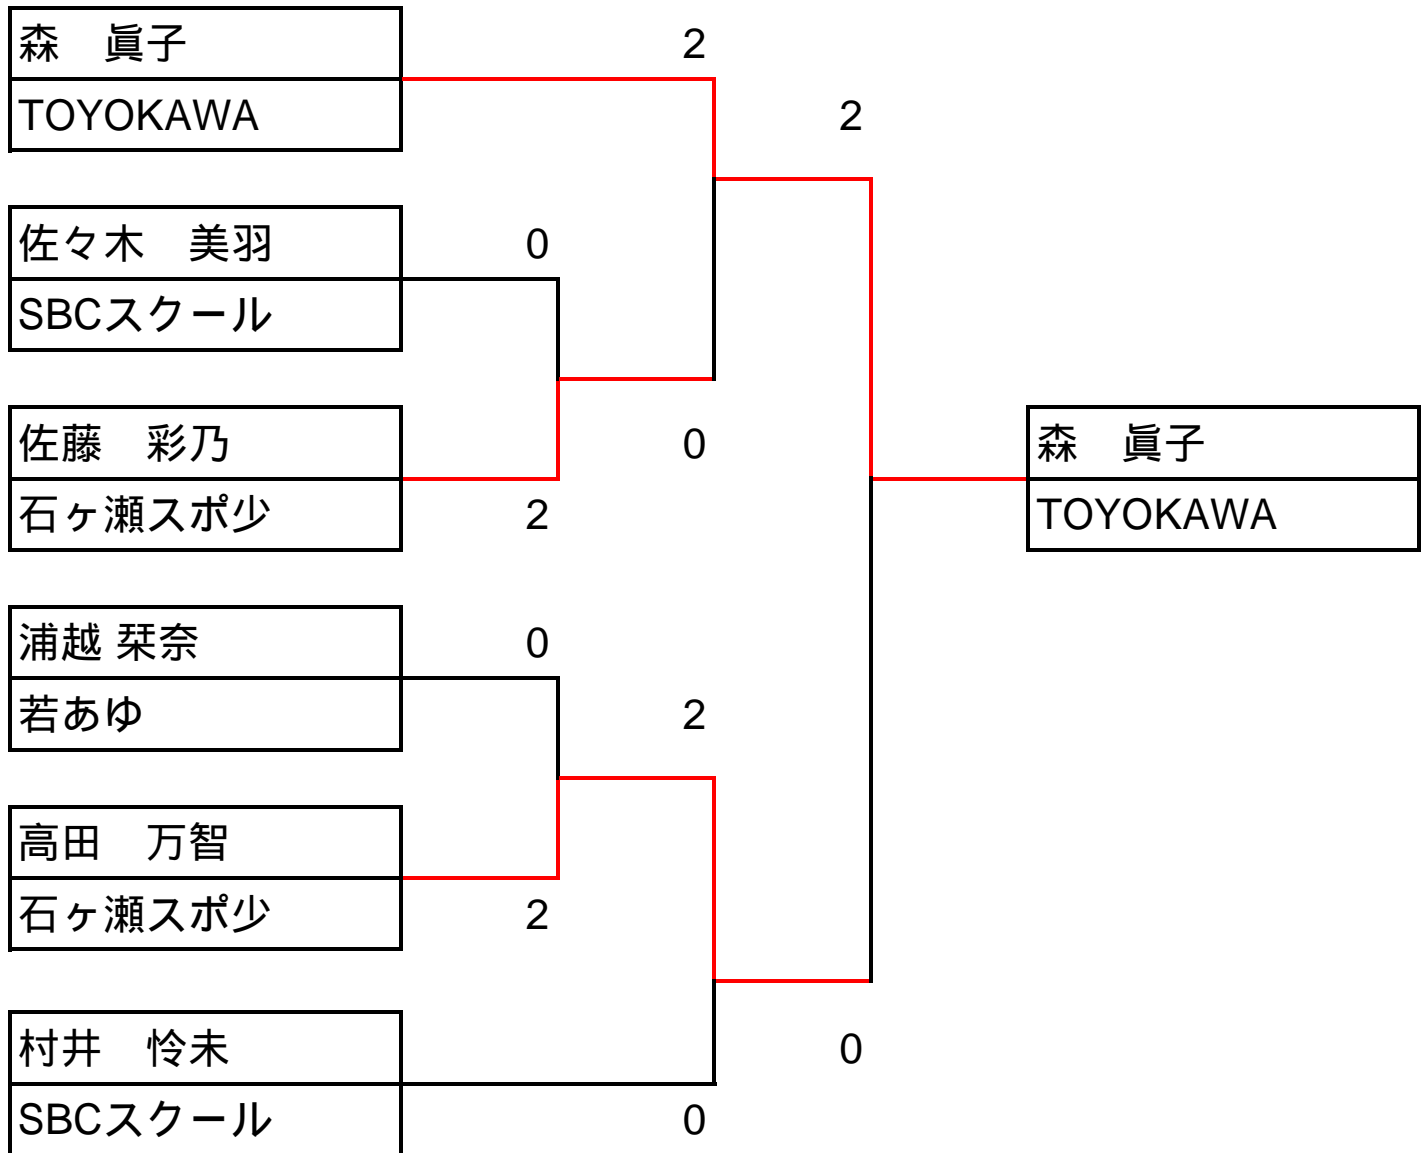 森　眞子
2
TOYOKAWA
2
佐々木　美羽
0
SBCスクール
佐藤　彩乃
0
森　眞子
石ヶ瀬スポ少
2
TOYOKAWA
浦越 栞奈
0
若あゆ
2
高田　万智
石ヶ瀬スポ少
2
村井　怜未
0
SBCスクール
0